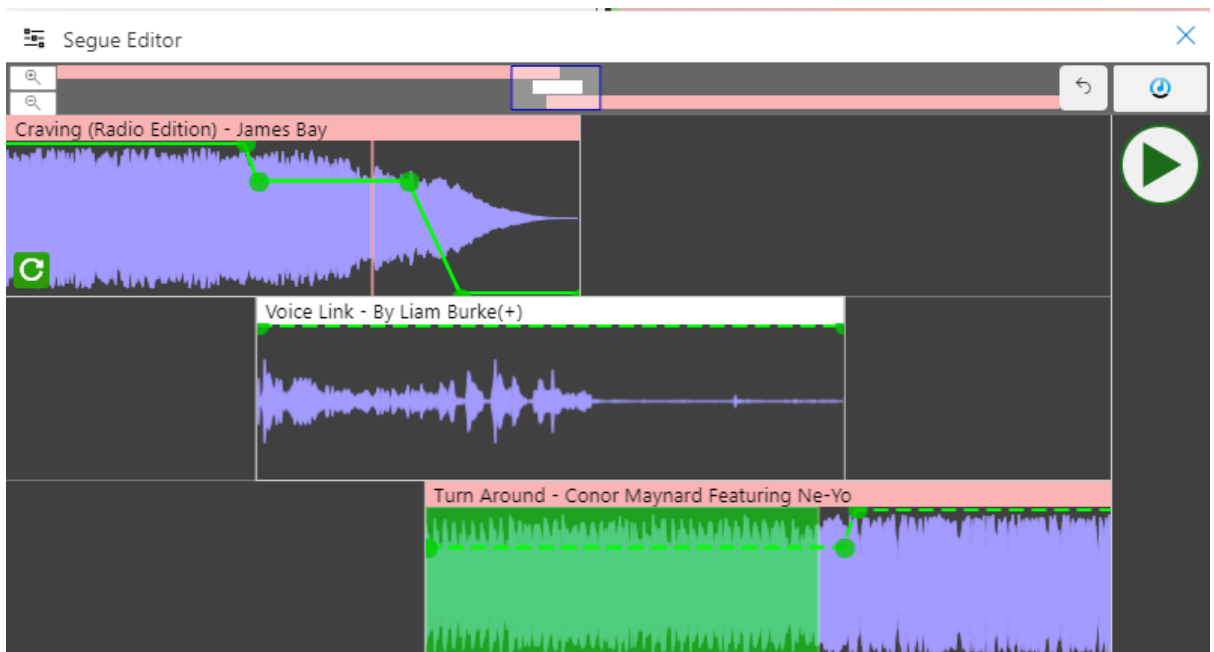 Segue Editor
Craving (Radio Edition) - James Bay
Voice Link - By Liam Burke(+)
Turn Around - Conor Maynard Featuring Ne-Yo